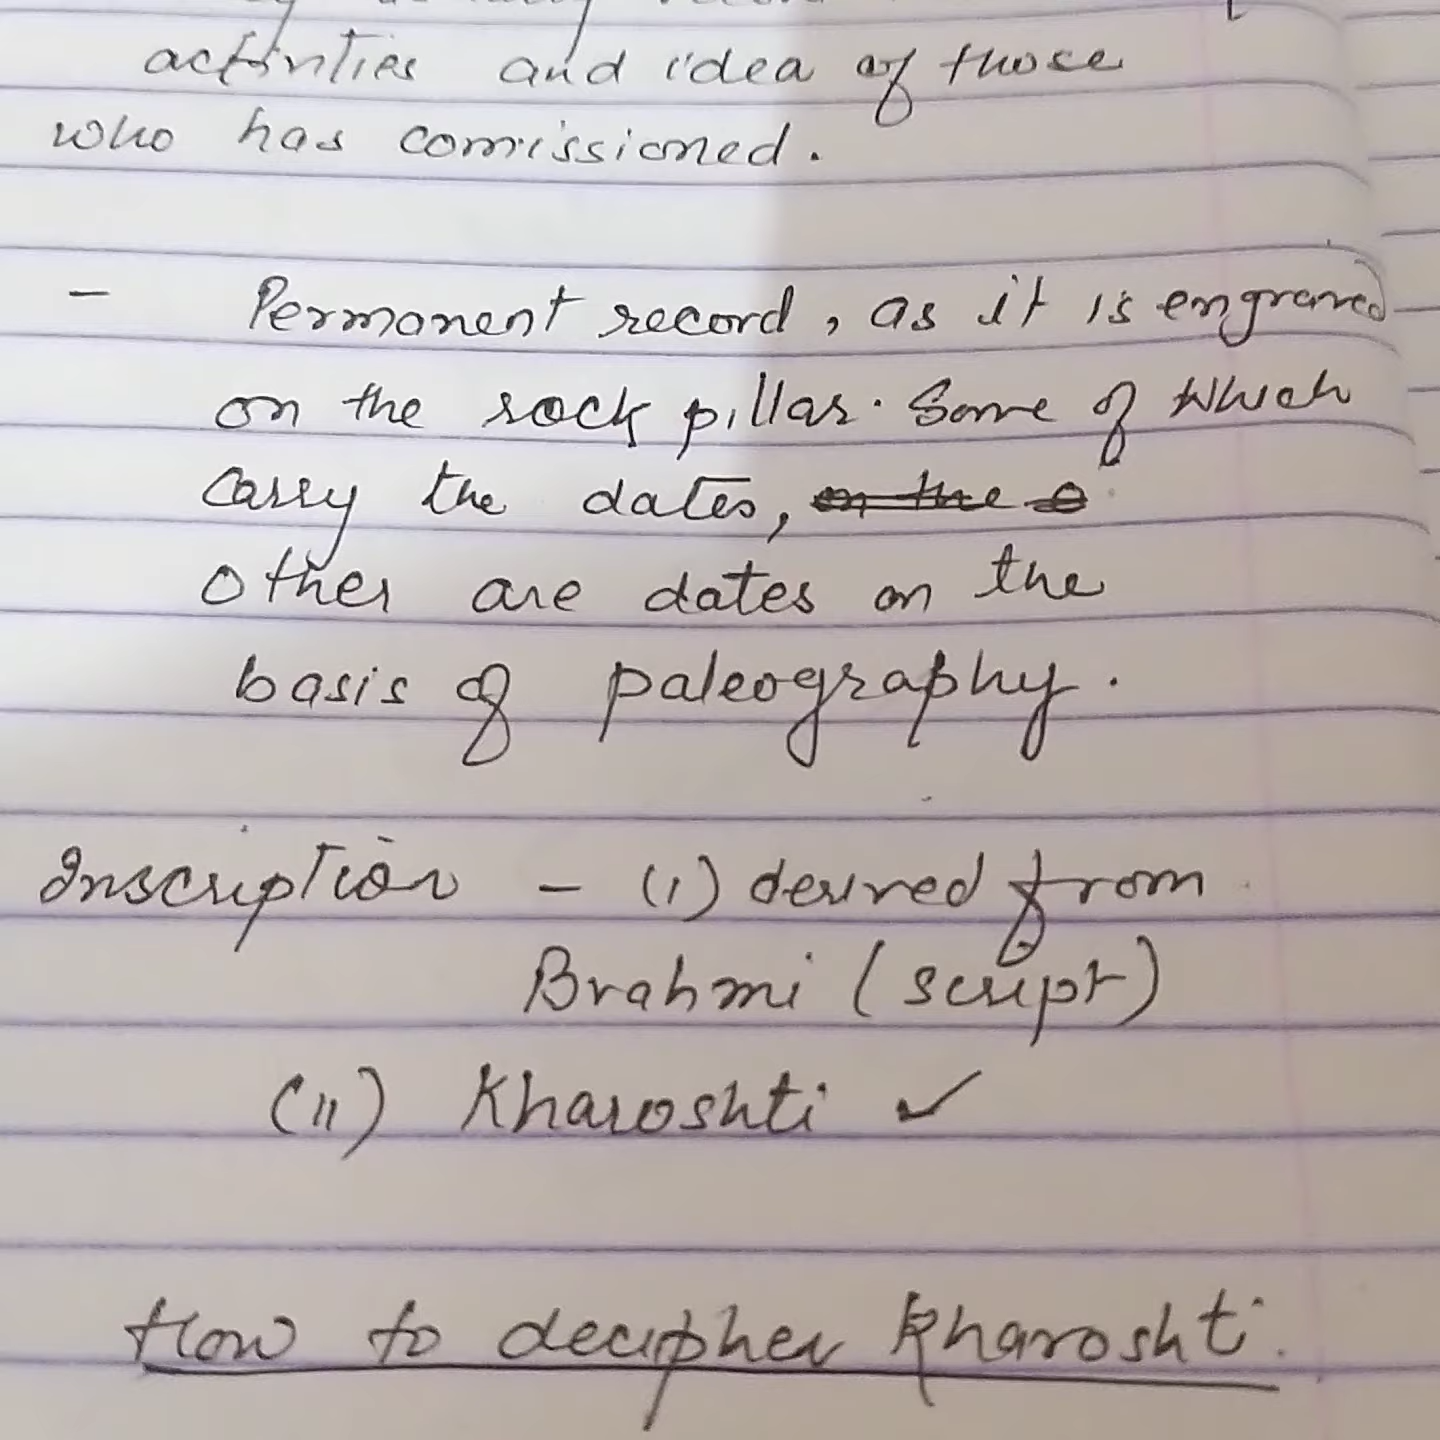 activities and idea of those
who has comissioned.
- Permanent record, as it is engraved
on the rock pillar. Some of which
carry the dates,
other are dates on the
basis of paleography.
Inscription - (i) derived from
Brahmi (script)
(ii) Kharoshti ✓
How to decipher Kharoshti.